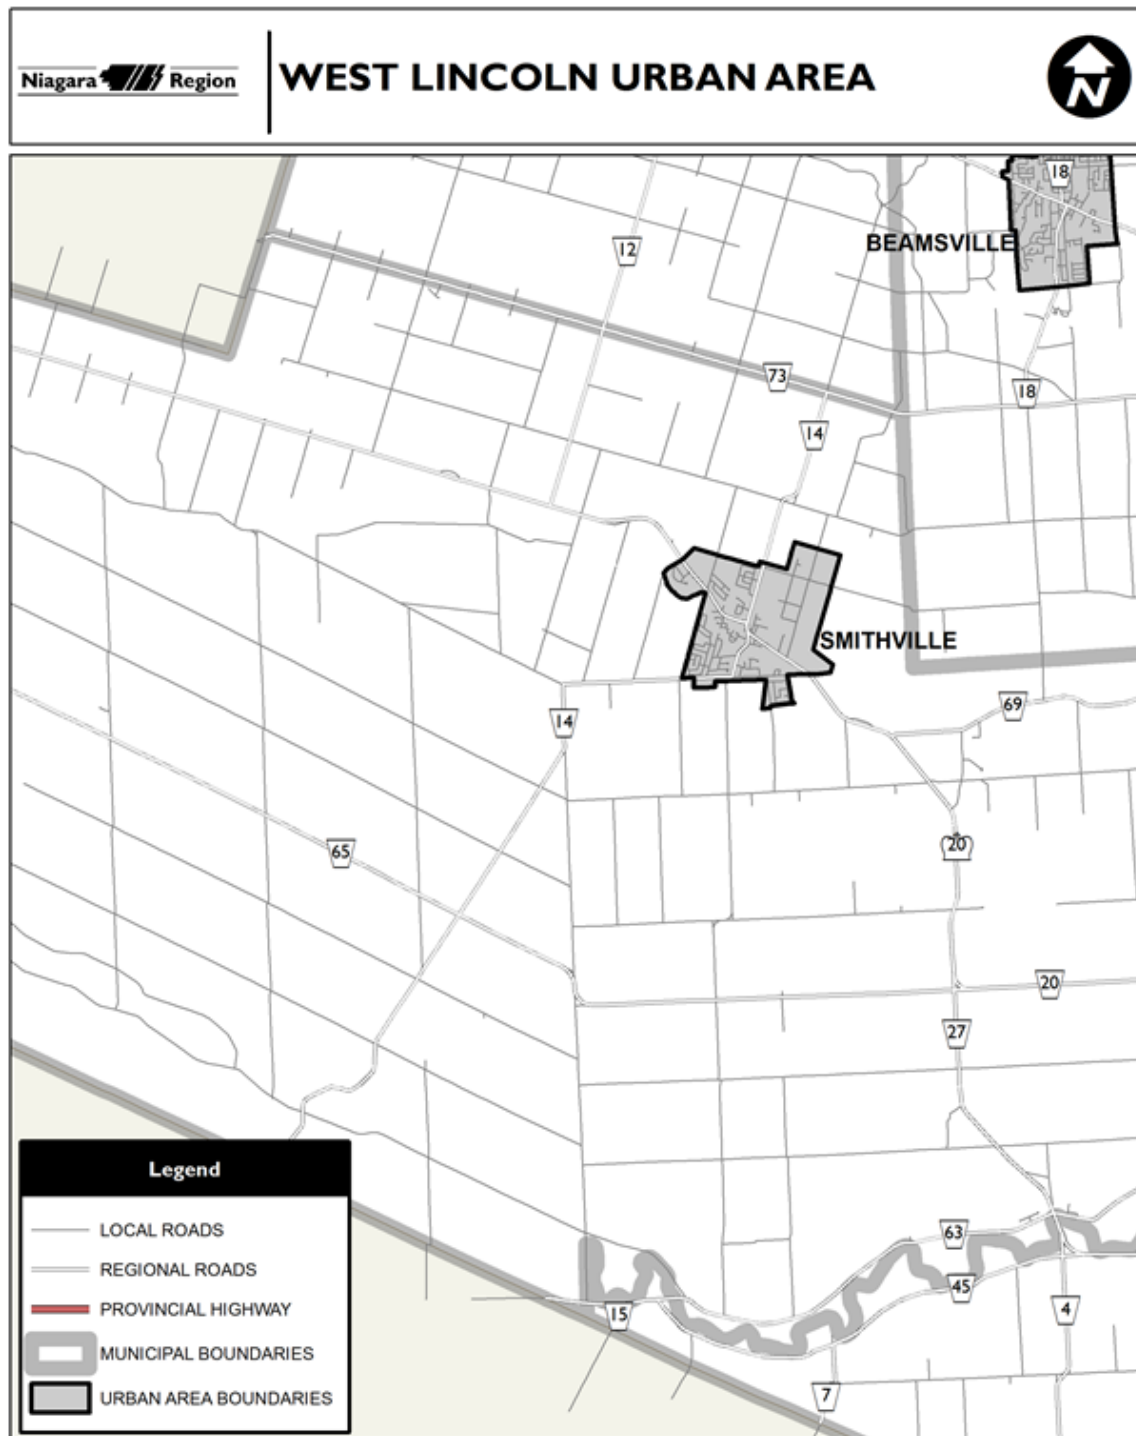 Niagara Region
WEST LINCOLN URBAN AREA
N
18
12
BEAMSVILLE
73
18
14
SMITHVILLE
69
14
20
65
20
27
63
45
15
4
7
Legend
LOCAL ROADS
REGIONAL ROADS
PROVINCIAL HIGHWAY
MUNICIPAL BOUNDARIES
URBAN AREA BOUNDARIES